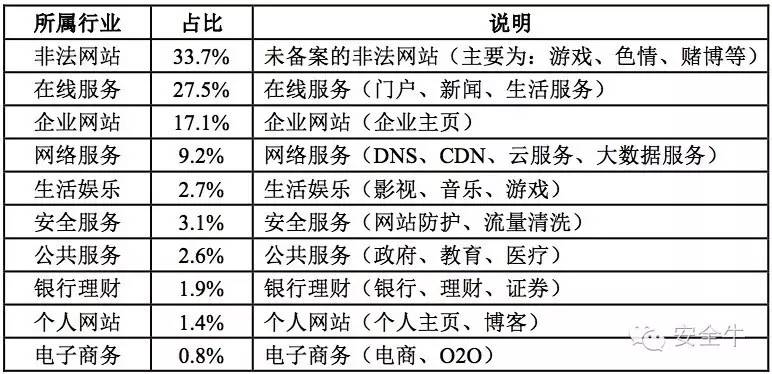 所属行业 占比 说明
非法网站 33.7% 未备案的非法网站（主要为：游戏、色情、赌博等）
在线服务 27.5% 在线服务（门户、新闻、生活服务）
企业网站 17.1% 企业网站（企业主页）
网络服务 9.2% 网络服务（DNS、CDN、云服务、大数据服务）
生活娱乐 2.7% 生活娱乐（影视、音乐、游戏）
安全服务 3.1% 安全服务（网站防护、流量清洗）
公共服务 2.6% 公共服务（政府、教育、医疗）
银行理财 1.9% 银行理财（银行、理财、证券）
个人网站 1.4% 个人网站（个人主页、博客）
电子商务 0.8% 电子商务（电商、O2O）
安全牛